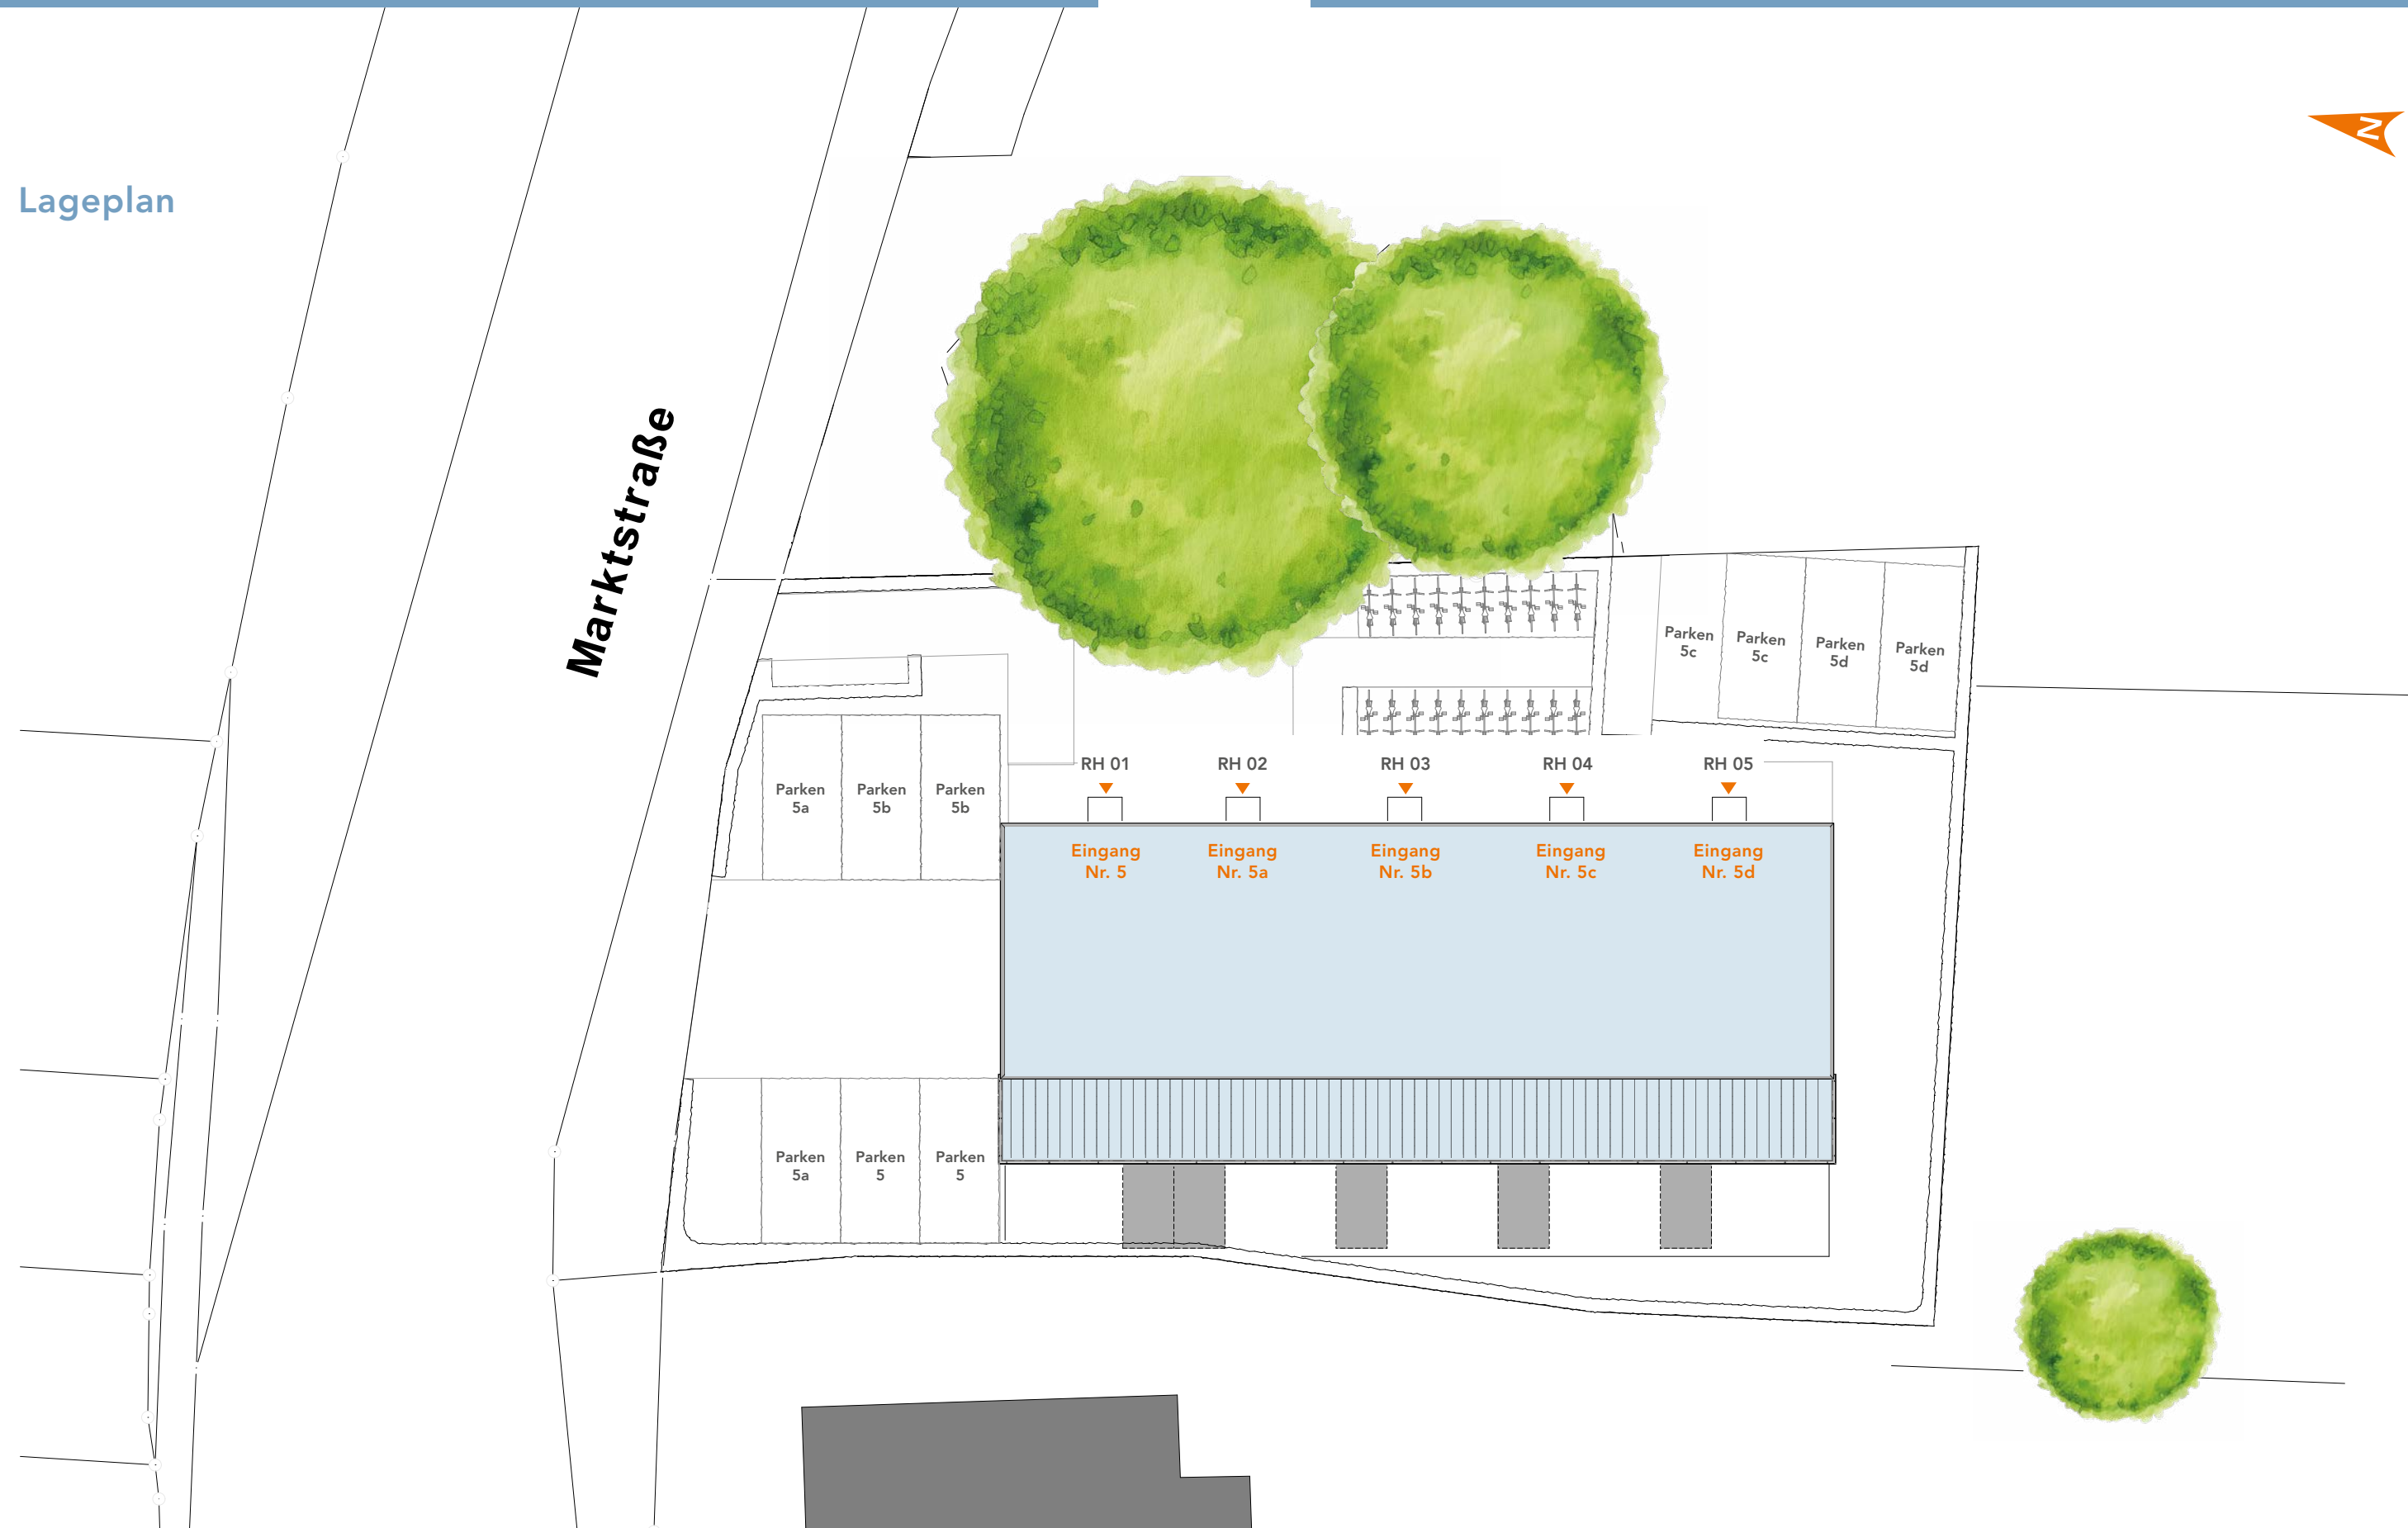 N
Lageplan
Marktstraße
Parken
5c
Parken
5c
Parken
5d
Parken
5d
RH 01
RH 02
RH 03
RH 04
RH 05
Parken
5a
Parken
5b
Parken
5b
Eingang
Nr. 5
Eingang
Nr. 5a
Eingang
Nr. 5b
Eingang
Nr. 5c
Eingang
Nr. 5d
Parken
5a
Parken
5
Parken
5